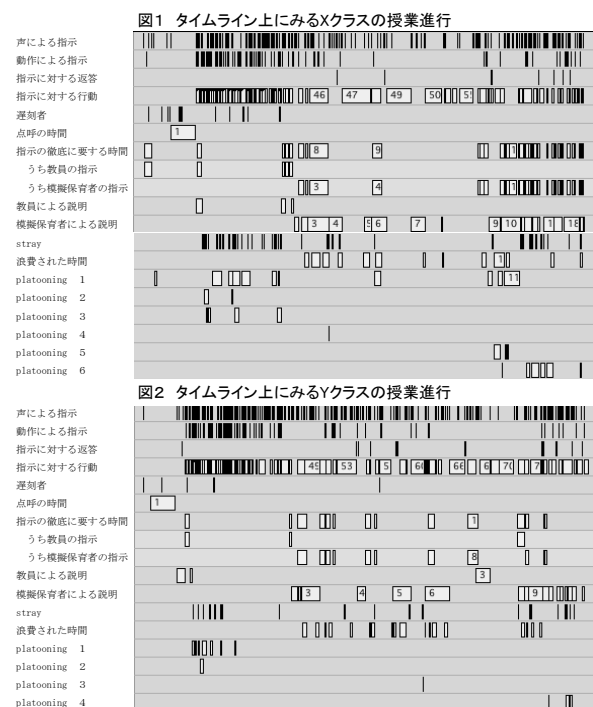 図1 タイムライン上にみるXクラスの授業進行
声による指示
動作による指示
指示に対する返答
指示に対する行動 46 47 49 50
遅刻者
点呼の時間 1
指示の徹底に要する時間 8 9 1
うち教員の指示
うち模擬保育者の指示 3 4 1
教員による説明
模擬保育者による説明 3 4 6 7 9 10 1 18
stray
浪費された時間 1
platooning 1 11
platooning 2
platooning 3
platooning 4
platooning 5
platooning 6
図2 タイムライン上にみるYクラスの授業進行
声による指示
動作による指示
指示に対する返答
指示に対する行動 49 53 5 66 6 7
遅刻者
点呼の時間 1
指示の徹底に要する時間 1
うち教員の指示
うち模擬保育者の指示 8
教員による説明 3
模擬保育者による説明 3 4 5 6 9
stray
浪費された時間
platooning 1
platooning 2
platooning 3
platooning 4